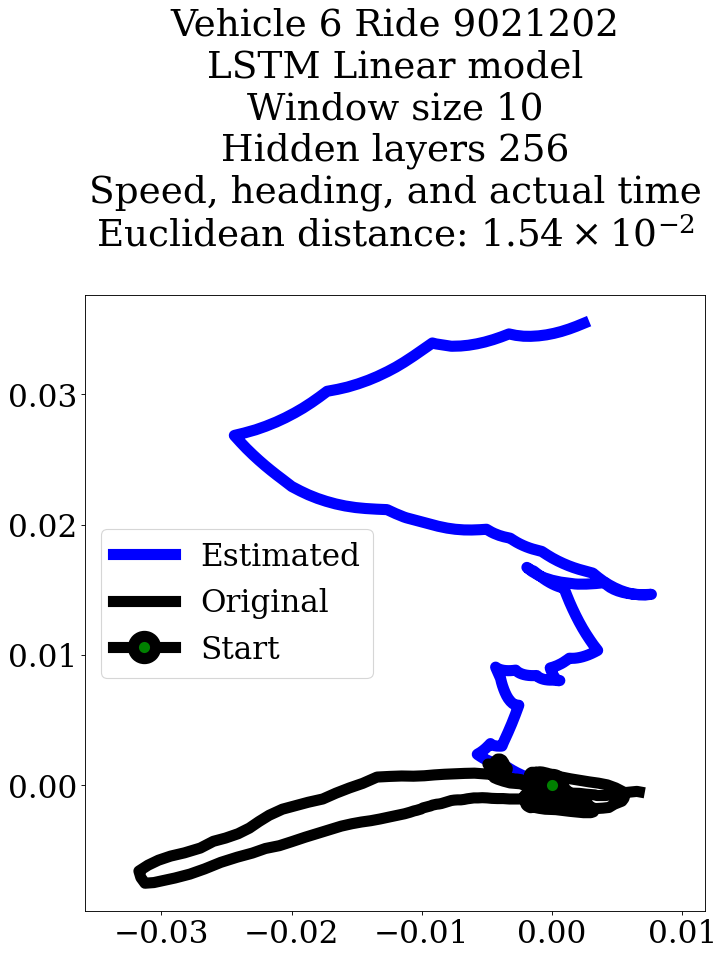 Vehicle 6 Ride 9021202
LSTM Linear model
Window size 10
Hidden layers 256
Speed, heading, and actual time
Euclidean distance: 1.54 × 10⁻²
0.03
0.02
Estimated
Original
0.01
Start
0.00
−0.03 −0.02 −0.01 0.00 0.01